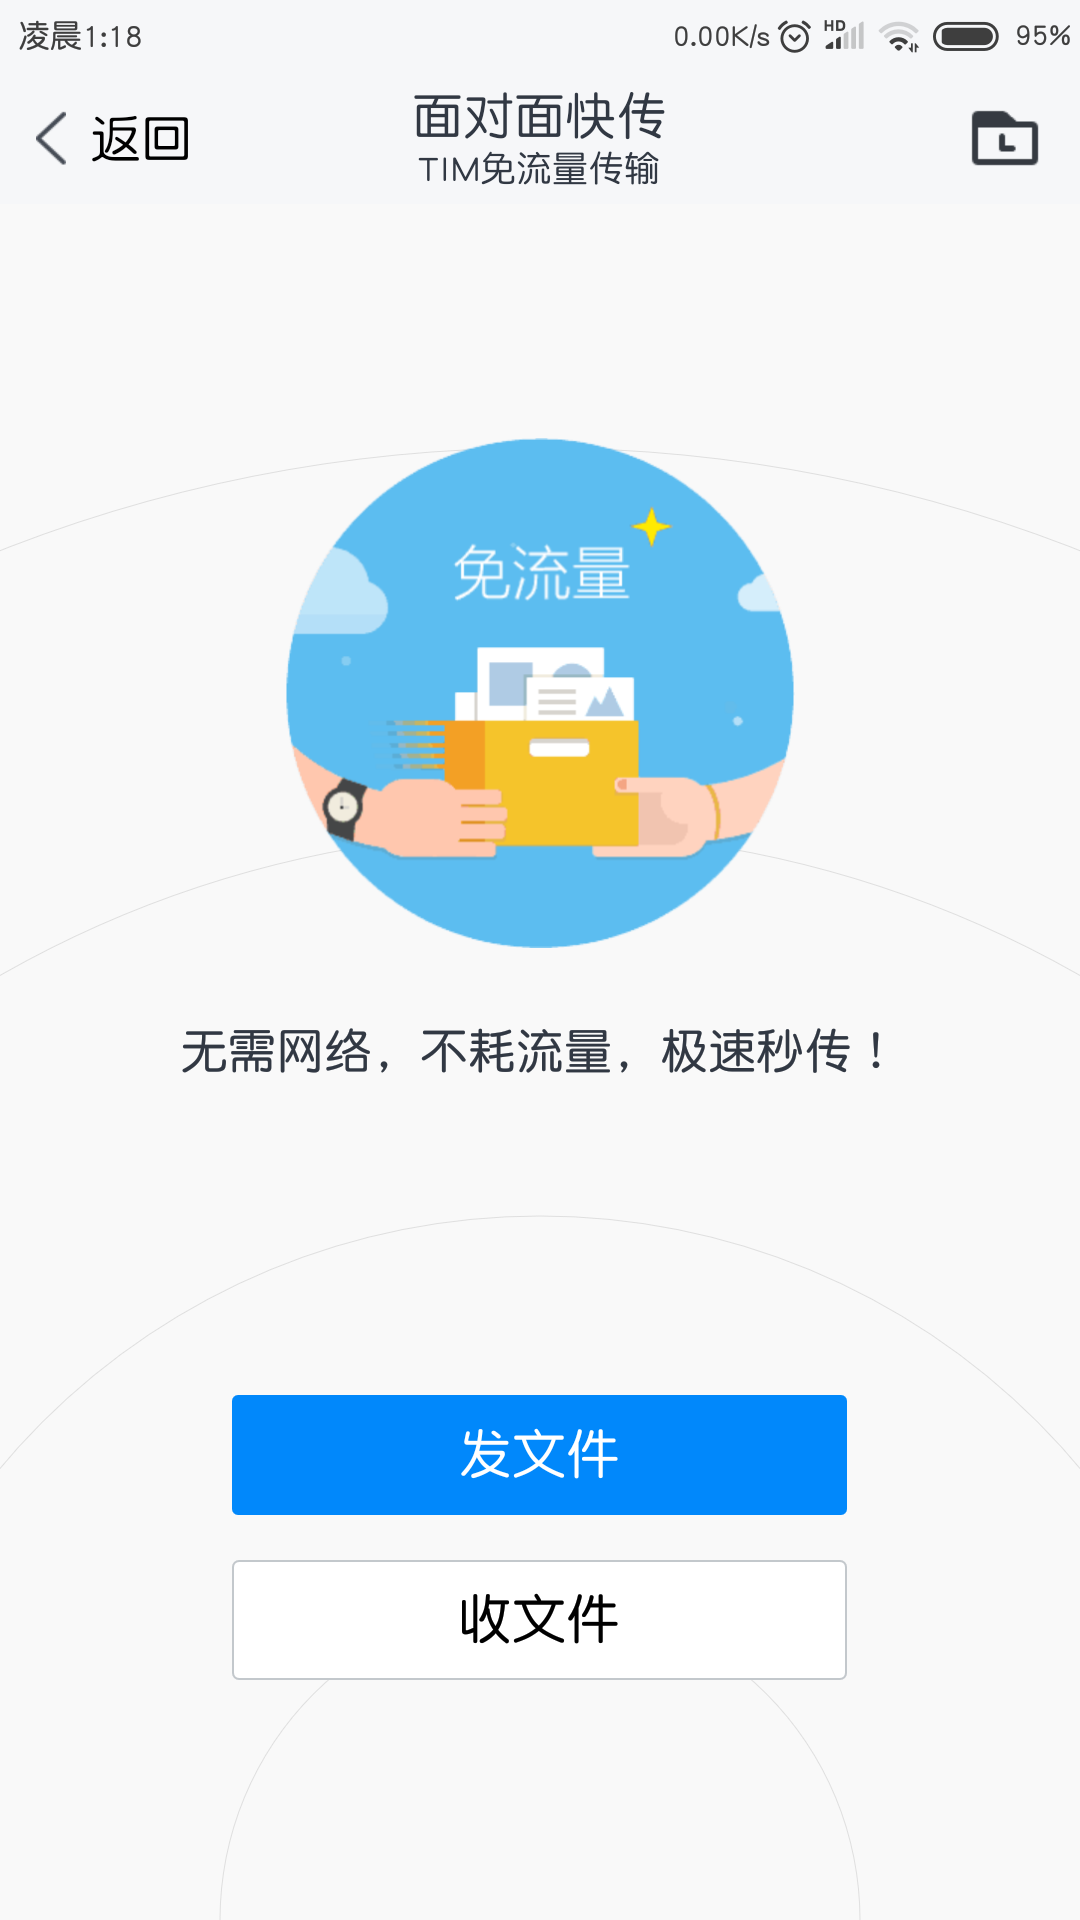 凌晨1:18 0.00K/s HD 95%
返回
面对面快传
TIM免流量传输
免流量
无需网络，不耗流量，极速秒传！
发文件
收文件